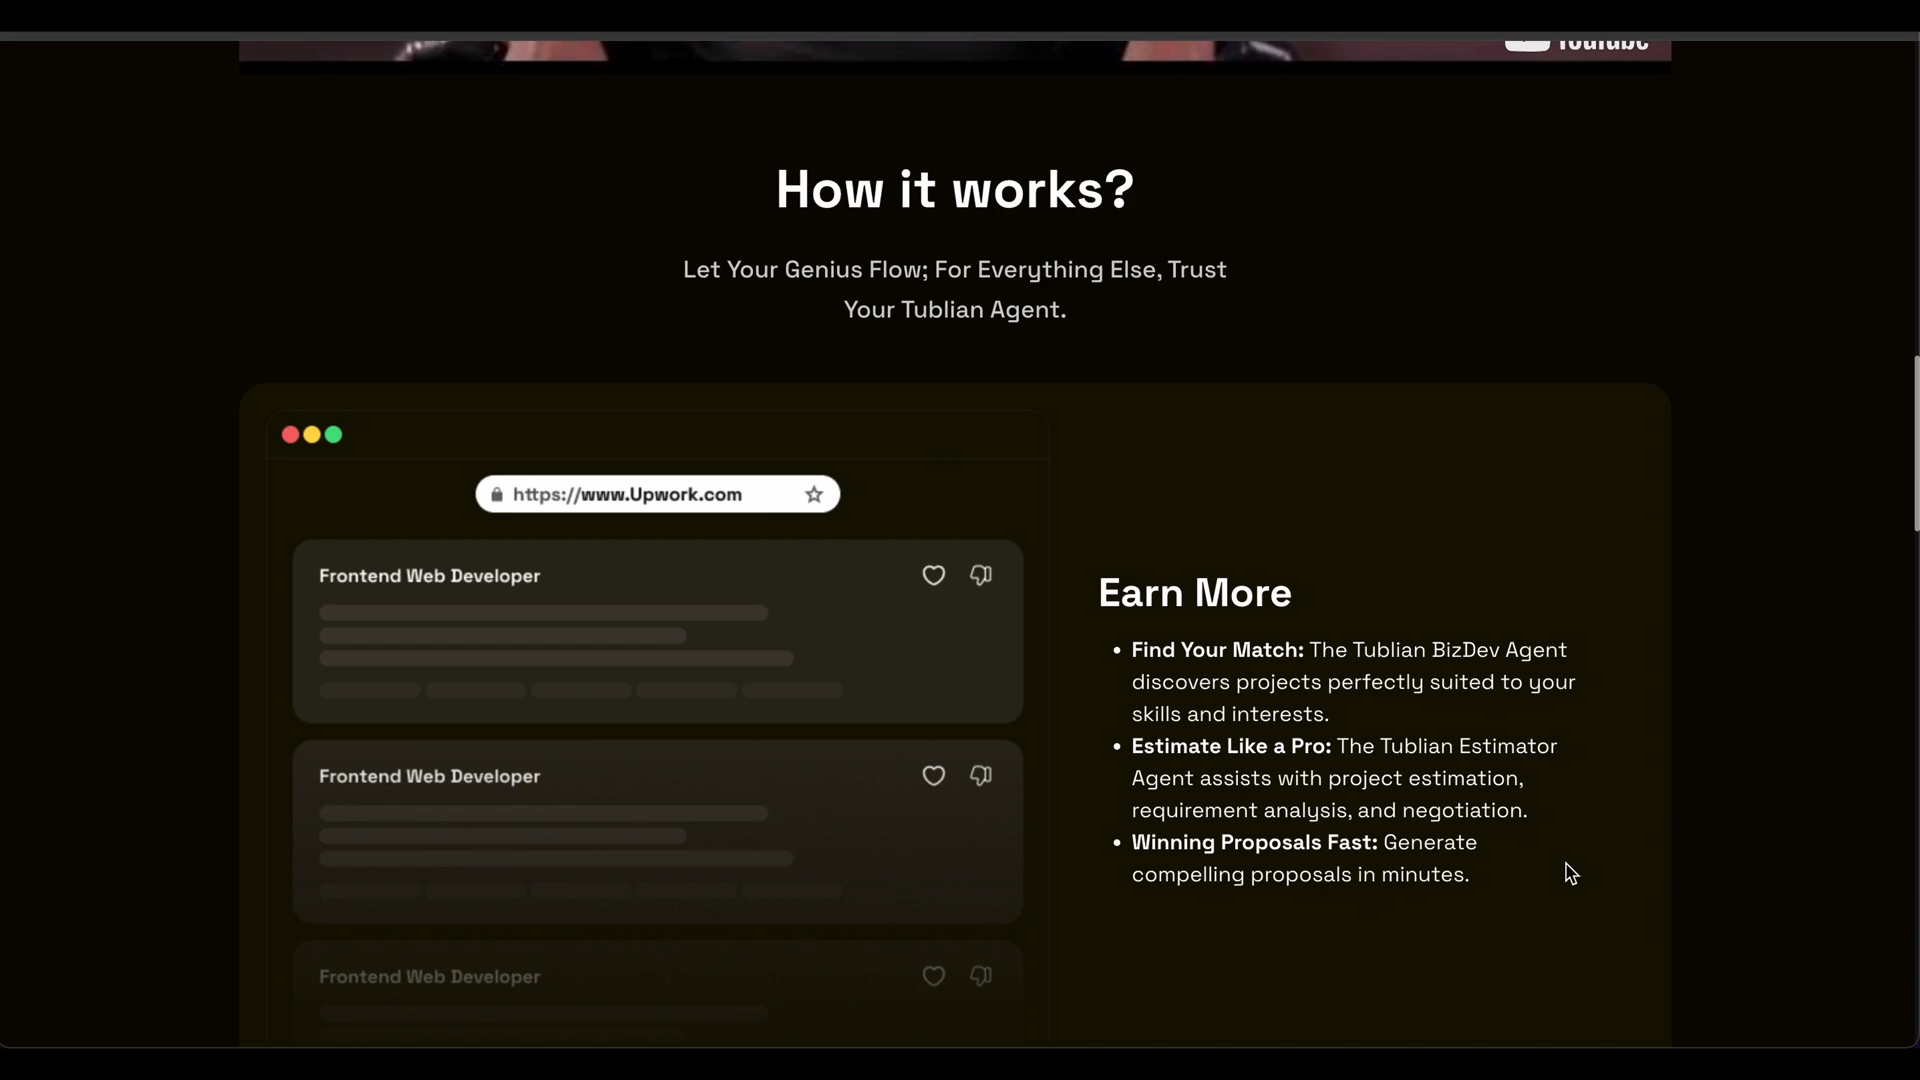 YouTube
How it works?
Let Your Genius Flow; For Everything Else, Trust
Your Tublian Agent.
https://www.Upwork.com
Frontend Web Developer
Frontend Web Developer
Frontend Web Developer
Earn More
• Find Your Match: The Tublian BizDev Agent
discovers projects perfectly suited to your
skills and interests.
• Estimate Like a Pro: The Tublian Estimator
Agent assists with project estimation,
requirement analysis, and negotiation.
• Winning Proposals Fast: Generate
compelling proposals in minutes.